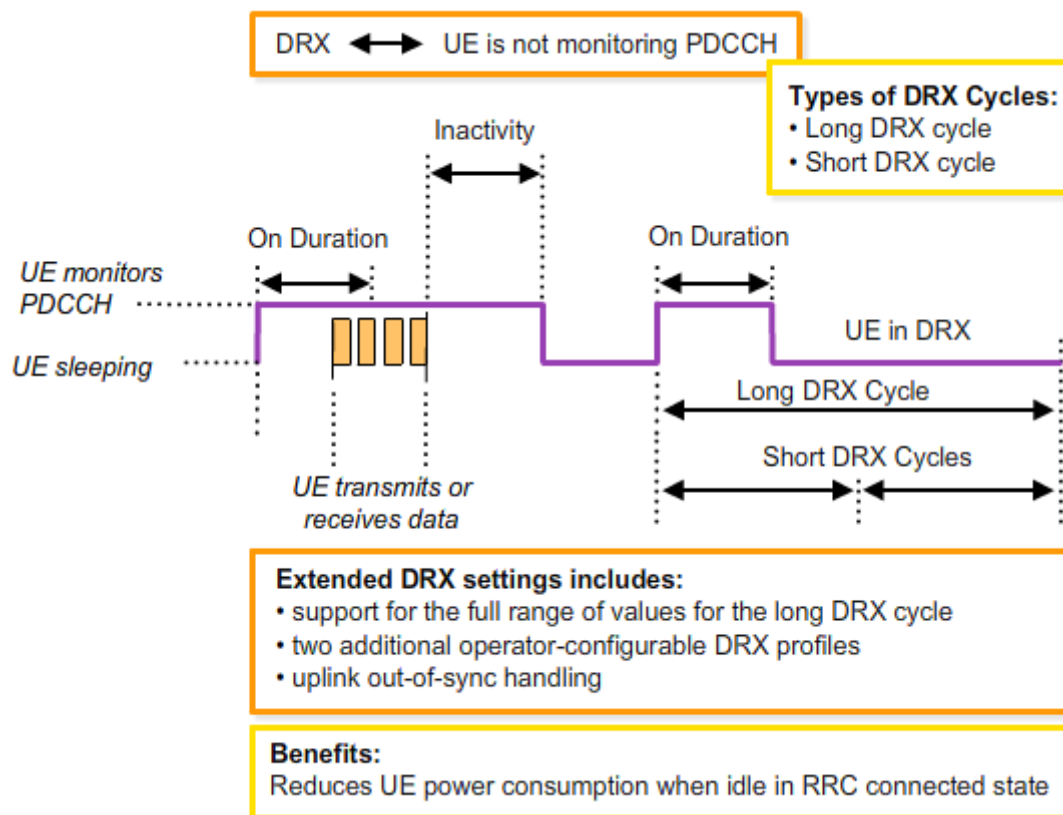 DRX UE is not monitoring PDCCH
Types of DRX Cycles:
• Long DRX cycle
• Short DRX cycle
Inactivity
On Duration
On Duration
UE monitors
PDCCH
UE in DRX
UE sleeping
Long DRX Cycle
Short DRX Cycles
UE transmits or
receives data
Extended DRX settings includes:
• support for the full range of values for the long DRX cycle
• two additional operator-configurable DRX profiles
• uplink out-of-sync handling
Benefits:
Reduces UE power consumption when idle in RRC connected state